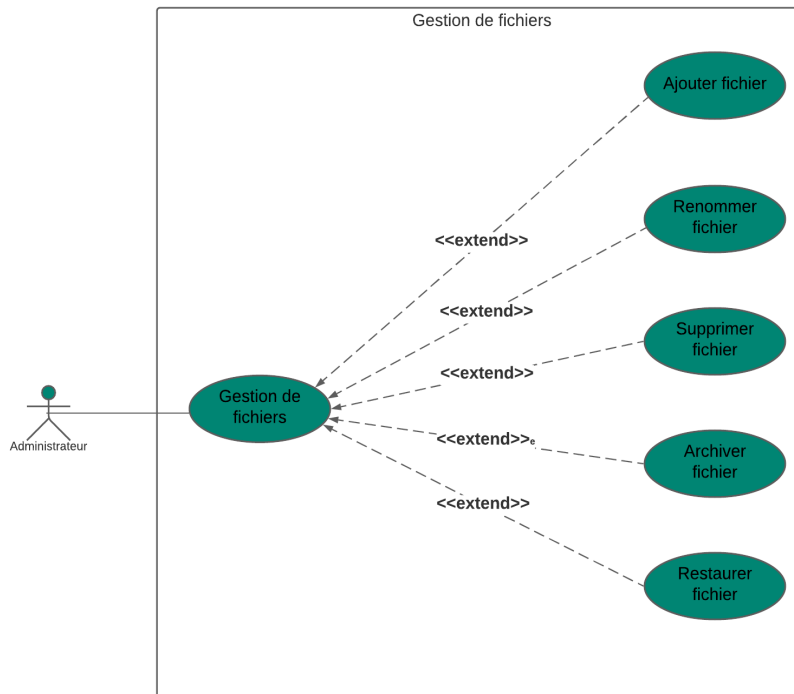 Gestion de fichiers
Ajouter fichier
Renommer
fichier
<<extend>>
<<extend>>
Supprimer
fichier
<<extend>>
Gestion de
fichiers
Administrateur
<<extend>>e
Archiver
fichier
<<extend>>
Restaurer
fichier